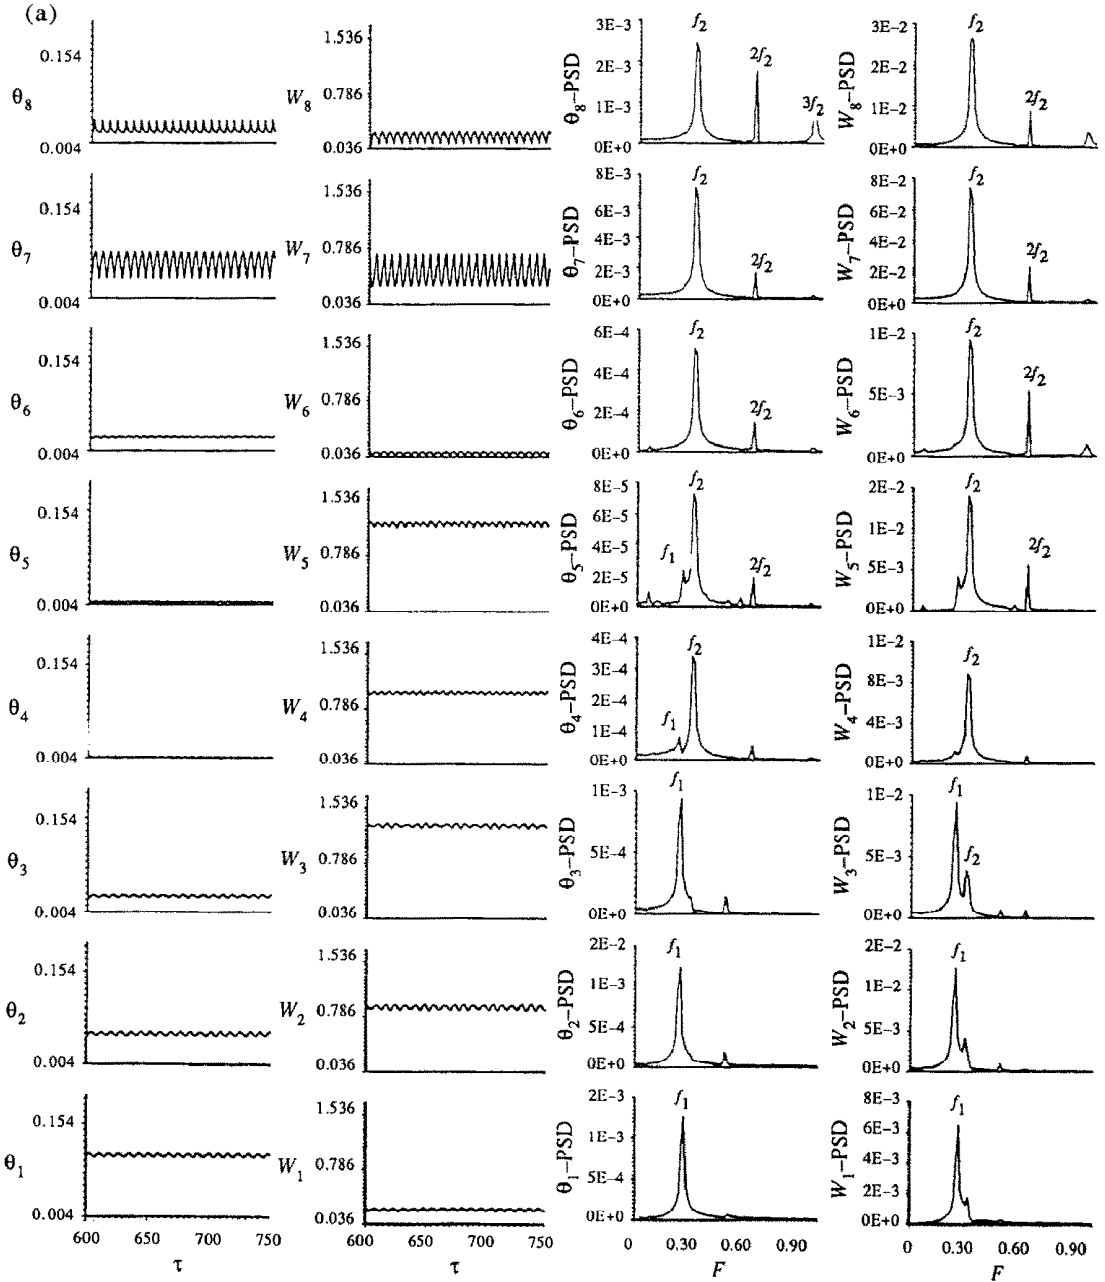 (a)
θ8 0.154 0.004
W8 1.536 0.786 0.036
θ8–PSD 3E–3 2E–3 1E–3 0E+0 f2 2f2 3f2
W8–PSD 3E–2 2E–2 1E–2 0E+0 f2 2f2
θ7 0.154 0.004
W7 1.536 0.786 0.036
θ7–PSD 8E–3 6E–3 4E–3 2E–3 0E+0 f2 2f2
W7–PSD 8E–2 6E–2 4E–2 2E–2 0E+0 f2 2f2
θ6 0.154 0.004
W6 1.536 0.786 0.036
θ6–PSD 6E–4 4E–4 2E–4 0E+0 f2 2f2
W6–PSD 1E–2 5E–3 0E+0 f2 2f2
θ5 0.154 0.004
W5 1.536 0.786 0.036
θ5–PSD 8E–5 6E–5 4E–5 2E–5 0E+0 f1 f2 2f2
W5–PSD 2E–2 1E–2 5E–3 0E+0 f2 2f2
θ4 0.154 0.004
W4 1.536 0.786 0.036
θ4–PSD 4E–4 3E–4 2E–4 1E–4 0E+0 f1 f2
W4–PSD 1E–2 8E–3 4E–3 0E+0 f2
θ3 0.154 0.004
W3 1.536 0.786 0.036
θ3–PSD 1E–3 5E–4 0E+0 f1
W3–PSD 1E–2 5E–3 0E+0 f1 f2
θ2 0.154 0.004
W2 1.536 0.786 0.036
θ2–PSD 2E–2 1E–3 5E–4 0E+0 f1
W2–PSD 2E–2 1E–2 5E–3 0E+0 f1
θ1 0.154 0.004
W1 1.536 0.786 0.036
θ1–PSD 2E–3 1E–3 5E–4 0E+0 f1
W1–PSD 8E–3 6E–3 4E–3 2E–3 0E+0 f1
600 650 700 750
600 650 700 750
0 0.30 0.60 0.90
0 0.30 0.60 0.90
τ
τ
F
F